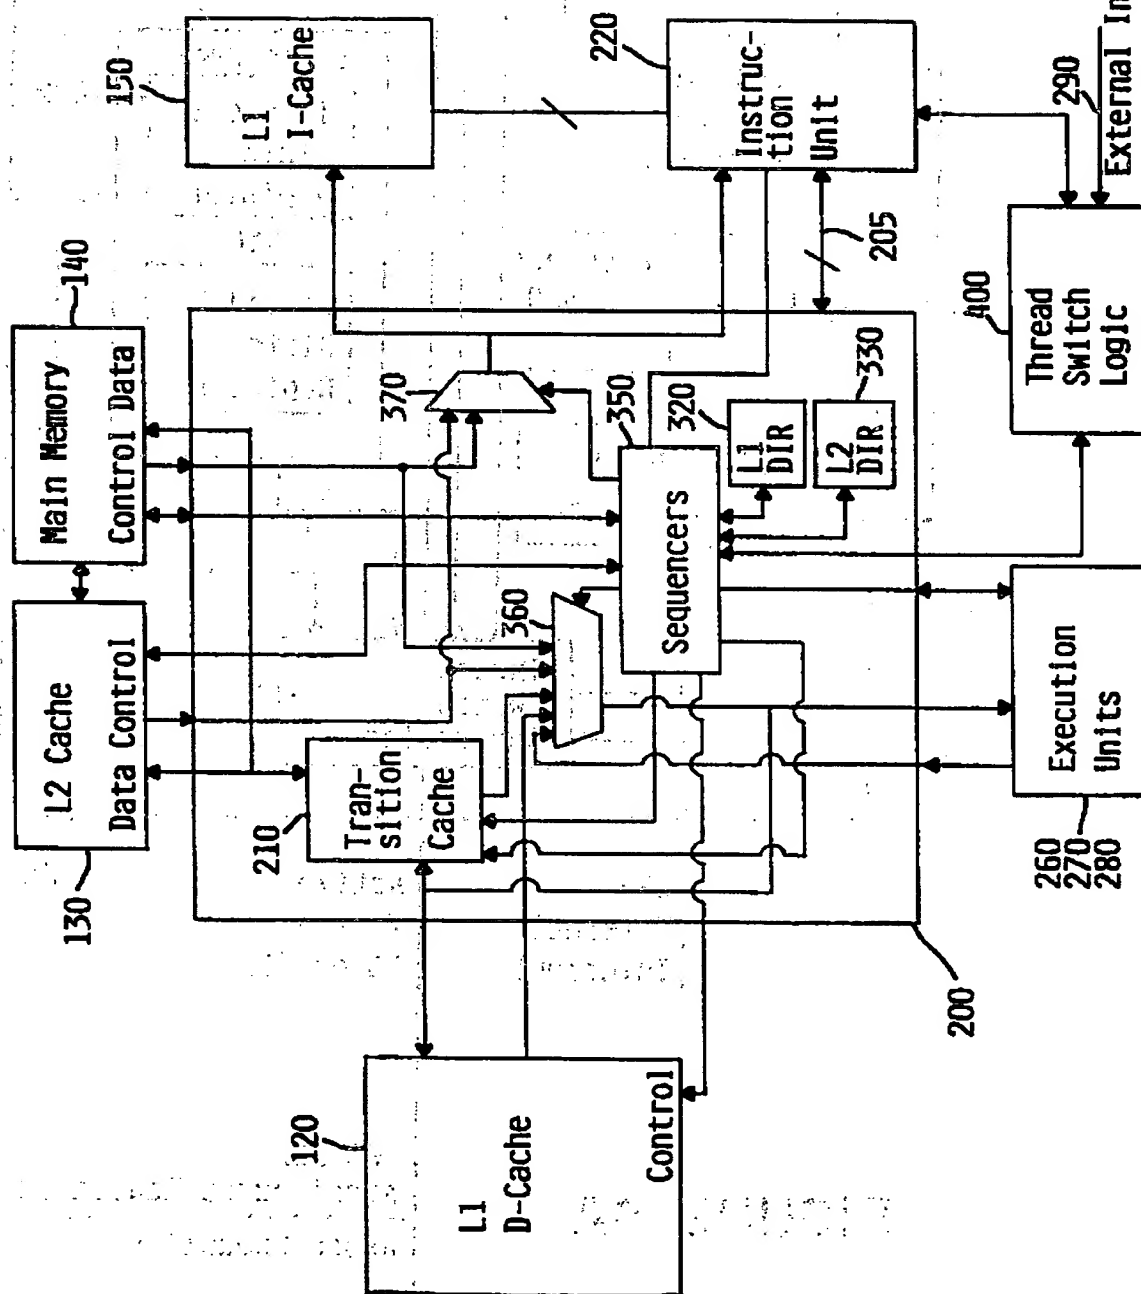 150
L1
I-Cache
220
Instruc-
tion
Unit
290
External In
140
Main Memory
Control Data
205
400
Thread
Switch
Logic
370
350
320
L1
DIR
330
L2
DIR
Sequencers
360
130
L2 Cache
Data Control
210
Tran-
sition
Cache
Execution
Units
260
270
280
200
120
L1
D-Cache
Control